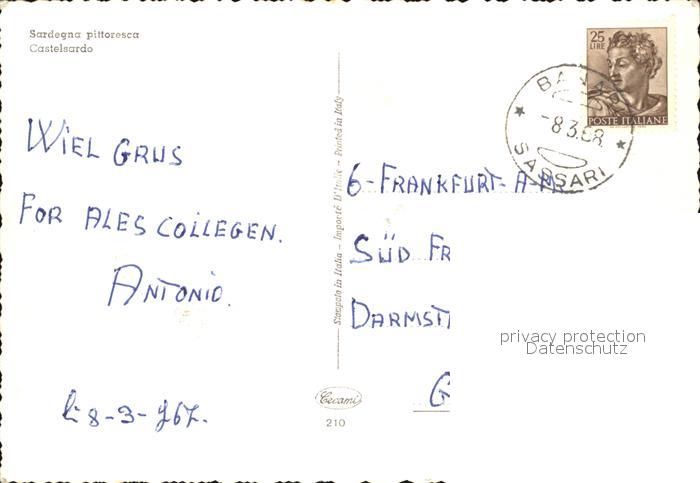 Sardegna pittoresca
Castelsardo
WIEL GRUS
FOR ALES COLLEGEN.
ANTONIO.
li 8-3-967.
Stampato in Italia - Importé D'Italie - Printed in Italy
Cecami
210
25
LIRE
POSTE ITALIANE
-8.3.68.
SASSARI
6-FRANKFURT-A-M.
SÜD FR
DARMST
G
privacy protection
Datenschutz